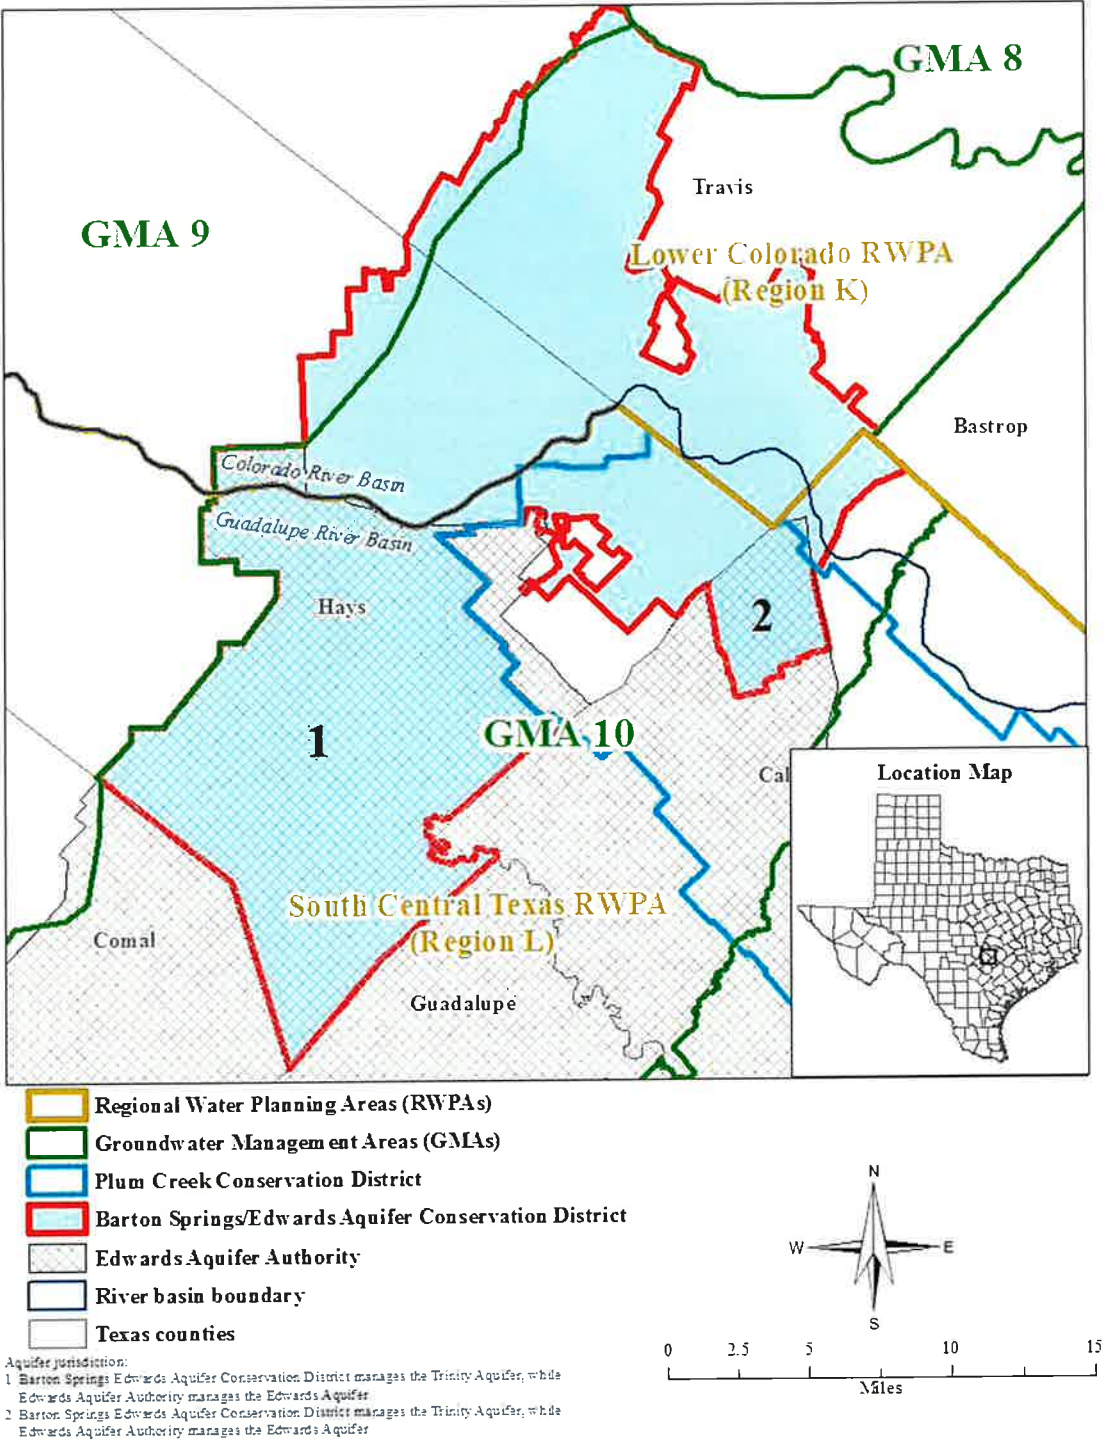 GMA 8
Travis
GMA 9
Lower Colorado RWPA
(Region K)
Bastrop
Colorado River Basin
Guadalupe River Basin
Hays
2
1
GMA 10
Cal
Location Map
South Central Texas RWPA
(Region L)
Comal
Guadalupe
Regional Water Planning Areas (RWPAs)
Groundwater Management Areas (GMAs)
Plum Creek Conservation District
Barton Springs/Edwards Aquifer Conservation District
Edwards Aquifer Authority
River basin boundary
Texas counties
N
W E
S
0 2.5 5 10 15
Miles
Aquifer jurisdiction:
1 Barton Springs Edwards Aquifer Conservation District manages the Trinity Aquifer, while
Edwards Aquifer Authority manages the Edwards Aquifer
2 Barton Springs Edwards Aquifer Conservation District manages the Trinity Aquifer, while
Edwards Aquifer Authority manages the Edwards Aquifer